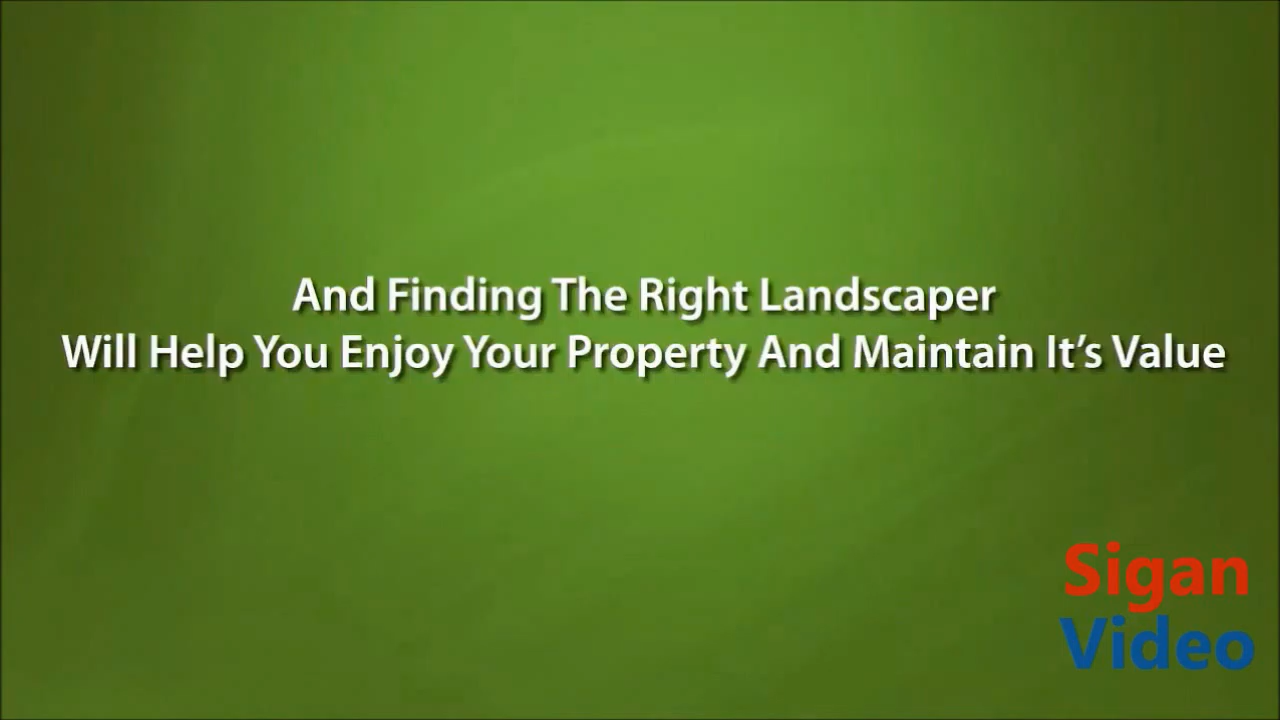 And Finding The Right Landscaper
Will Help You Enjoy Your Property And Maintain It’s Value
Sigan
Video